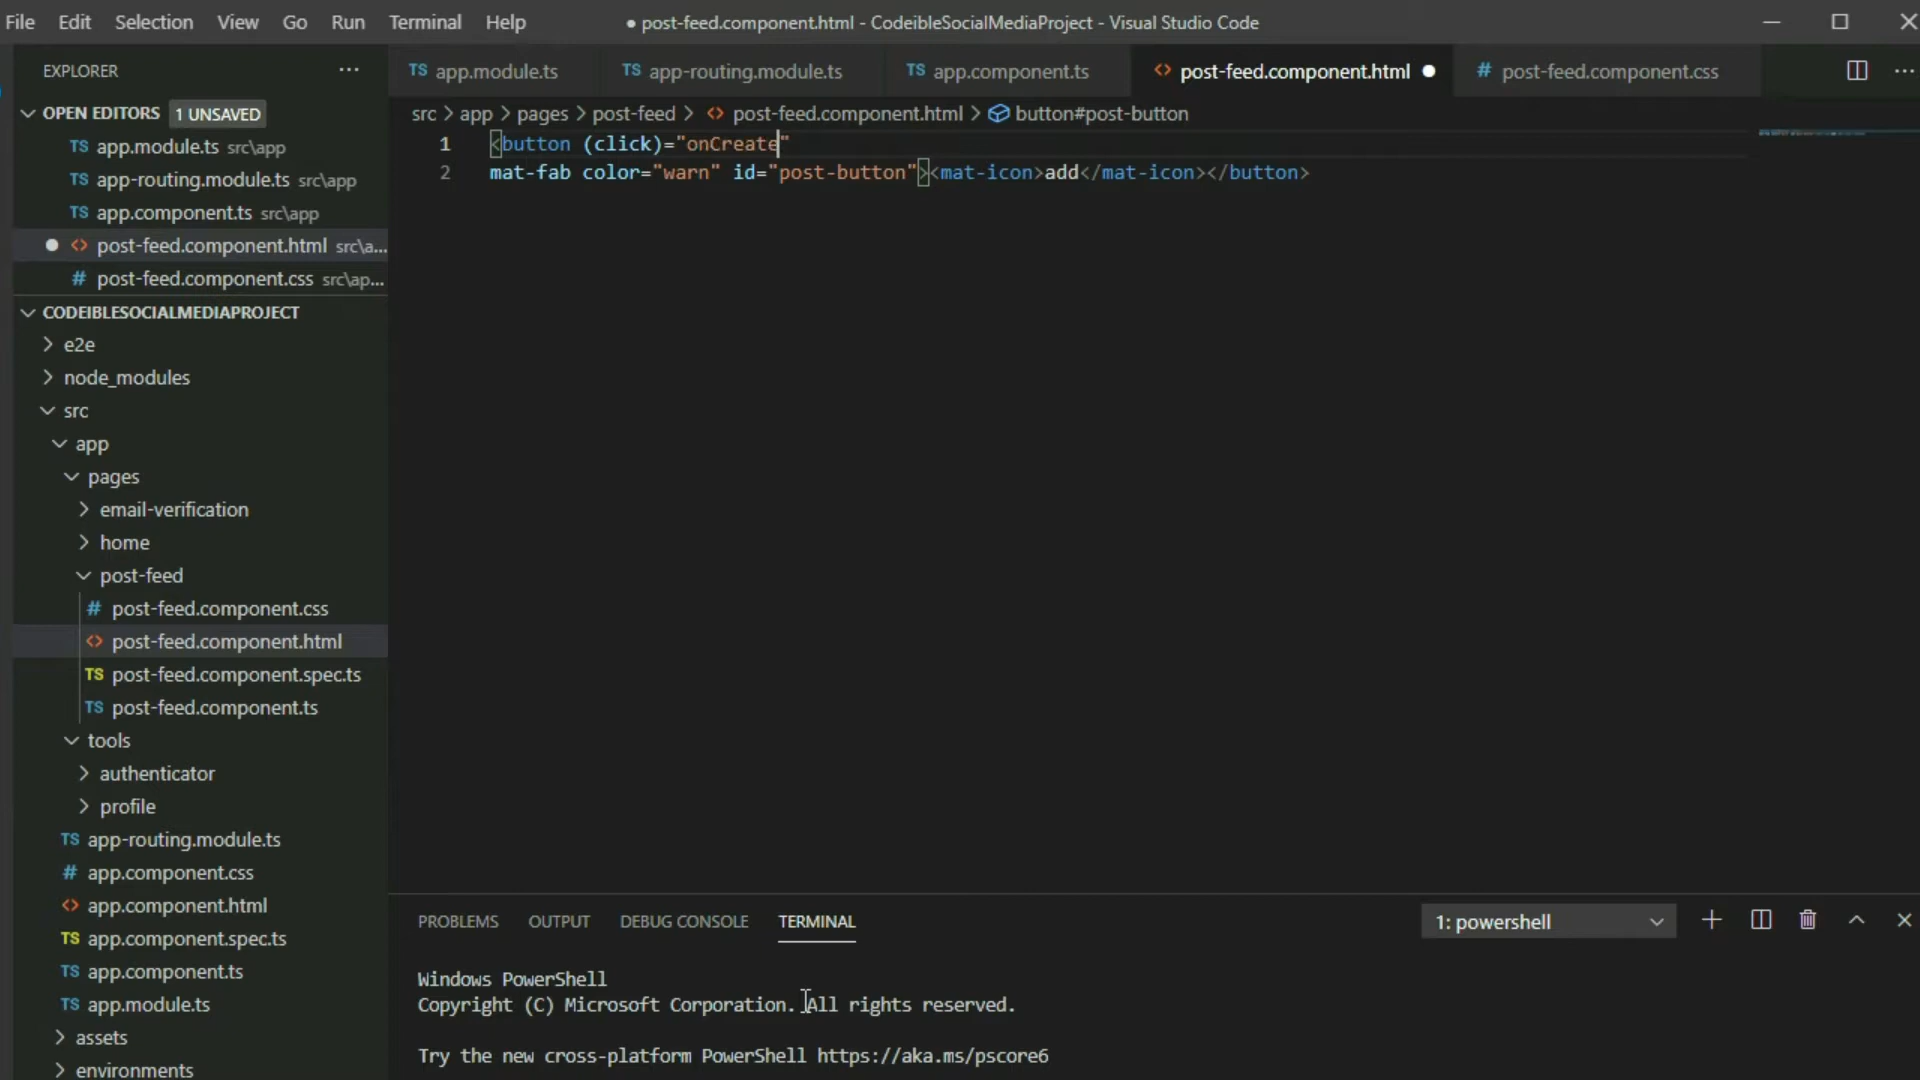 File Edit Selection View Go Run Terminal Help
● post-feed.component.html - CodeibleSocialMediaProject - Visual Studio Code
EXPLORER
OPEN EDITORS 1 UNSAVED
TS app.module.ts src\app
TS app-routing.module.ts src\app
TS app.component.ts src\app
<> post-feed.component.html src\a...
# post-feed.component.css src\ap...
CODEIBLESOCIALMEDIAPROJECT
e2e
node_modules
src
app
pages
email-verification
home
post-feed
# post-feed.component.css
<> post-feed.component.html
TS post-feed.component.spec.ts
TS post-feed.component.ts
tools
authenticator
profile
TS app-routing.module.ts
# app.component.css
<> app.component.html
TS app.component.spec.ts
TS app.component.ts
TS app.module.ts
assets
environments
TS app.module.ts TS app-routing.module.ts TS app.component.ts <> post-feed.component.html ● # post-feed.component.css
src > app > pages > post-feed > <> post-feed.component.html > button#post-button
1 <button (click)="onCreate"
2 mat-fab color="warn" id="post-button"><mat-icon>add</mat-icon></button>
PROBLEMS OUTPUT DEBUG CONSOLE TERMINAL 1: powershell
Windows PowerShell
Copyright (C) Microsoft Corporation. All rights reserved.
Try the new cross-platform PowerShell https://aka.ms/pscore6